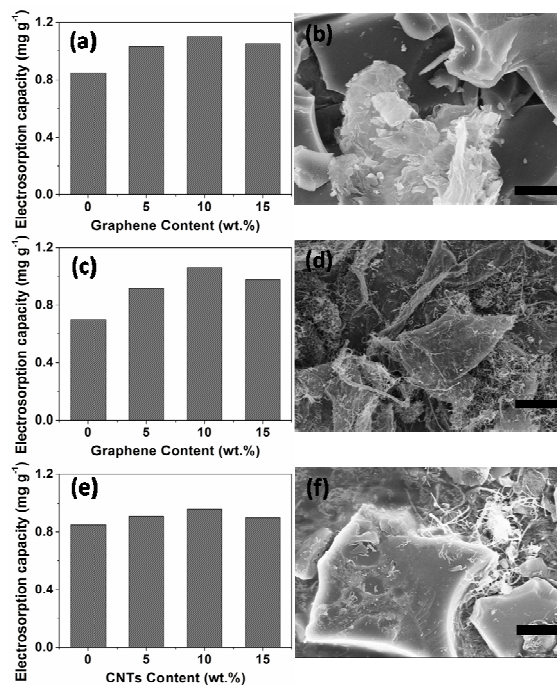 (a)
Electrosorption capacity (mg g-1)
1.2
0.8
0.4
0.0
0 5 10 15
Graphene Content (wt.%)
(b)
(c)
Electrosorption capacity (mg g-1)
1.2
0.8
0.4
0.0
0 5 10 15
Graphene Content (wt.%)
(d)
(e)
Electrosorption capacity (mg g-1)
1.2
0.8
0.4
0.0
0 5 10 15
CNTs Content (wt.%)
(f)